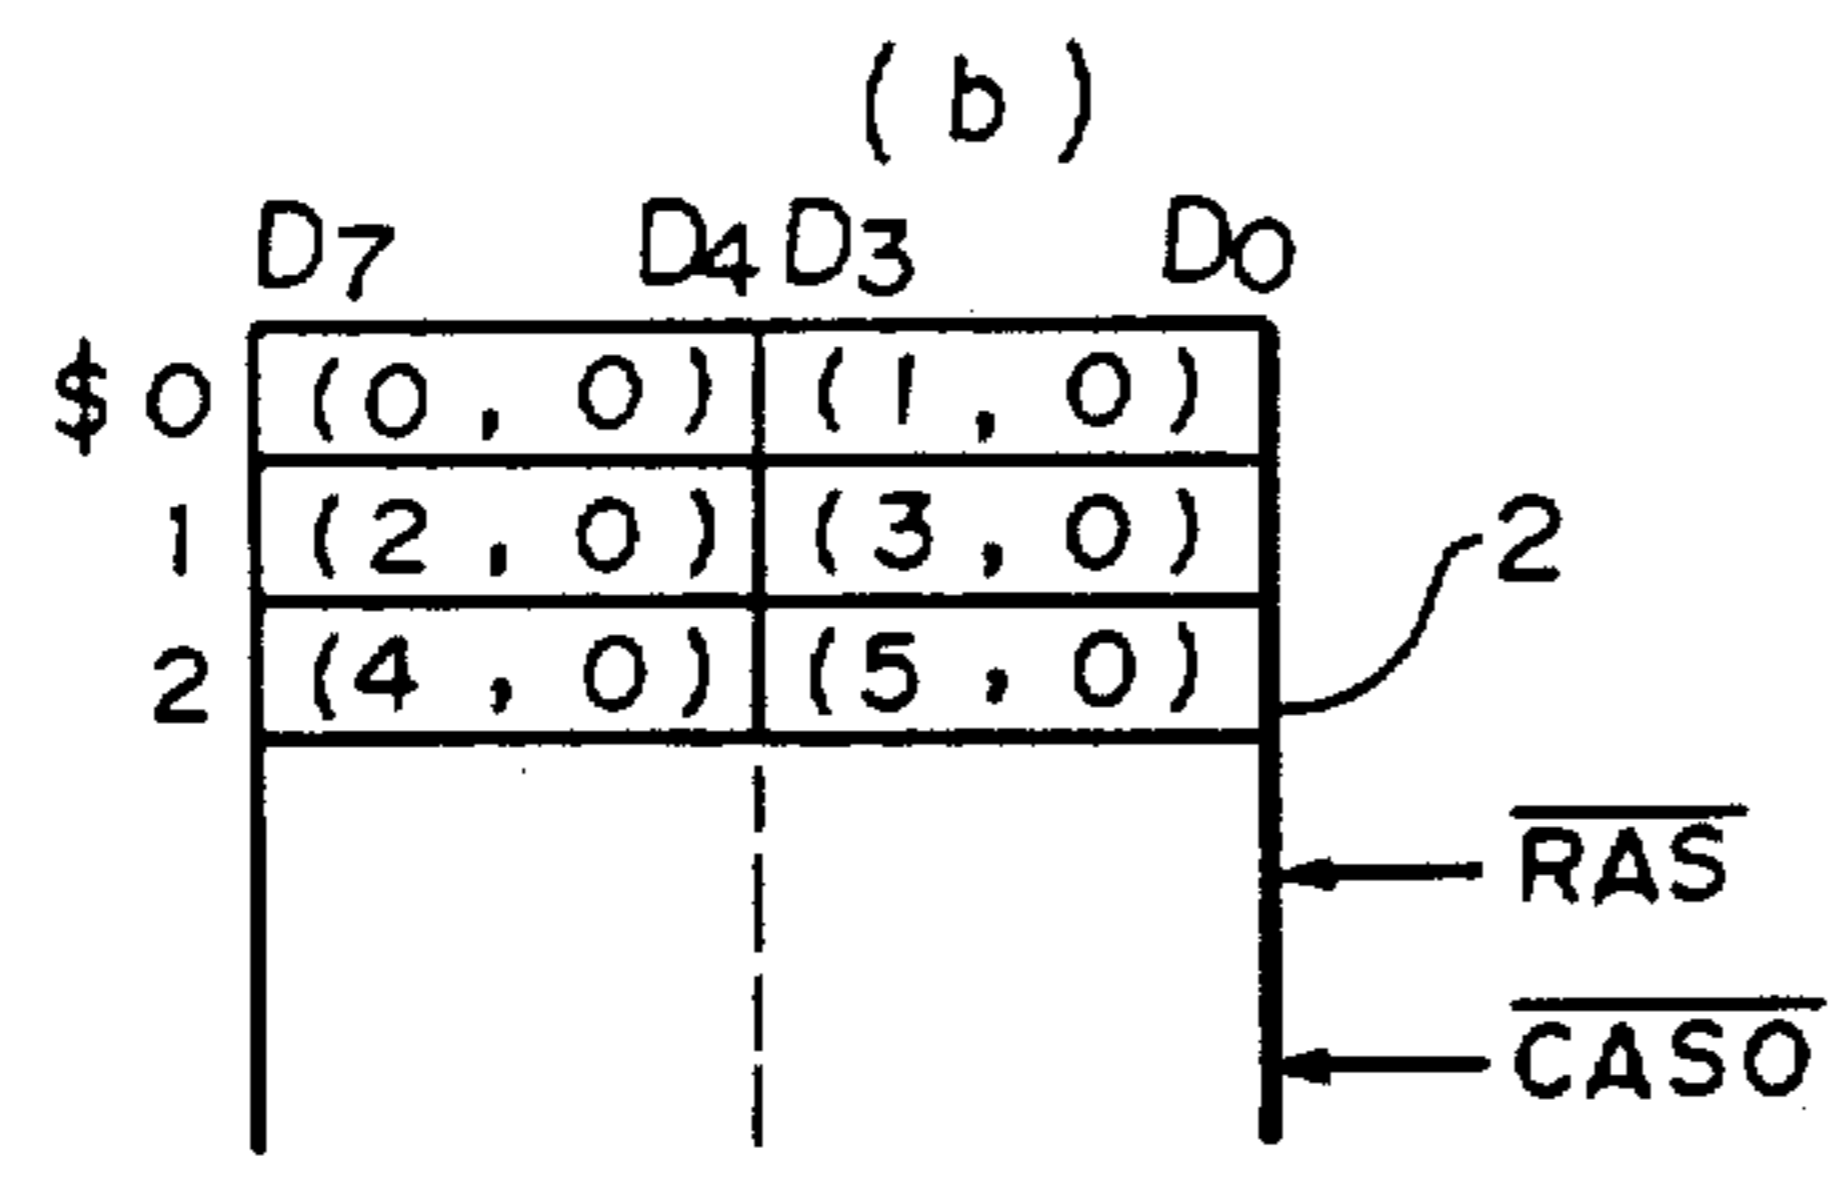 (b)
D7 D4 D3 D0
$0 (0, 0) (1, 0)
1 (2, 0) (3, 0)
2 (4, 0) (5, 0)
2
RAS
CAS0